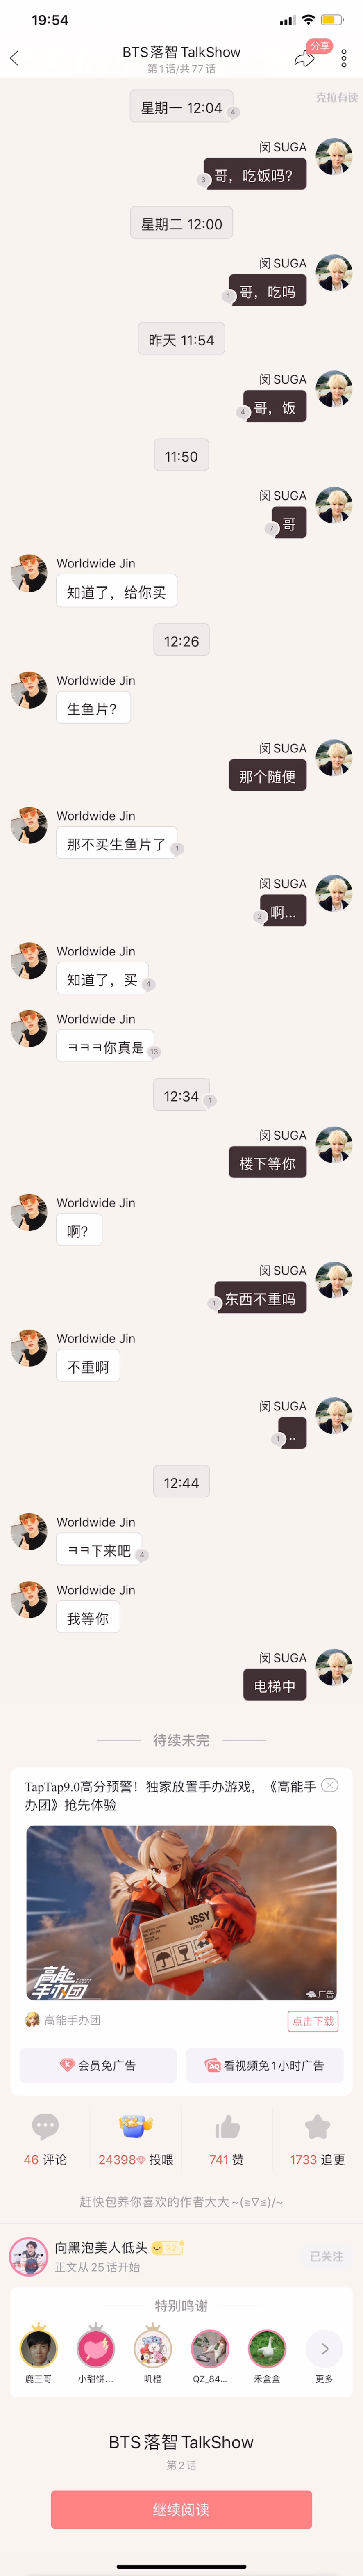 19:54
BTS落智TalkShow
分享
第1话/共77话
克拉有读
星期一 12:04
4
闵SUGA
哥，吃饭吗？
3
星期二 12:00
闵SUGA
哥，吃吗
1
昨天 11:54
闵SUGA
哥，饭
4
11:50
闵SUGA
哥
7
Worldwide Jin
知道了，给你买
12:26
Worldwide Jin
生鱼片？
闵SUGA
那个随便
Worldwide Jin
那不买生鱼片了
1
闵SUGA
啊...
2
Worldwide Jin
知道了，买
4
Worldwide Jin
ㅋㅋㅋ你真是
13
12:34
1
闵SUGA
楼下等你
Worldwide Jin
啊？
闵SUGA
东西不重吗
1
Worldwide Jin
不重啊
闵SUGA
..
1
12:44
Worldwide Jin
ㅋㅋ下来吧
4
Worldwide Jin
我等你
闵SUGA
电梯中
待续未完
TapTap9.0高分预警！独家放置手办游戏，《高能手
办团》抢先体验
JSSY
高能
手办团
广告
高能手办团
点击下载
会员免广告
看视频免1小时广告
46 评论
24398 投喂
741 赞
1733 追更
赶快包养你喜欢的作者大大~(≥∇≤)/~
向黑泡美人低头
正文从25话开始
已关注
特别鸣谢
鹿三哥
小甜饼...
叽橙
QZ_84...
禾盒盒
更多
BTS落智TalkShow
第2话
继续阅读